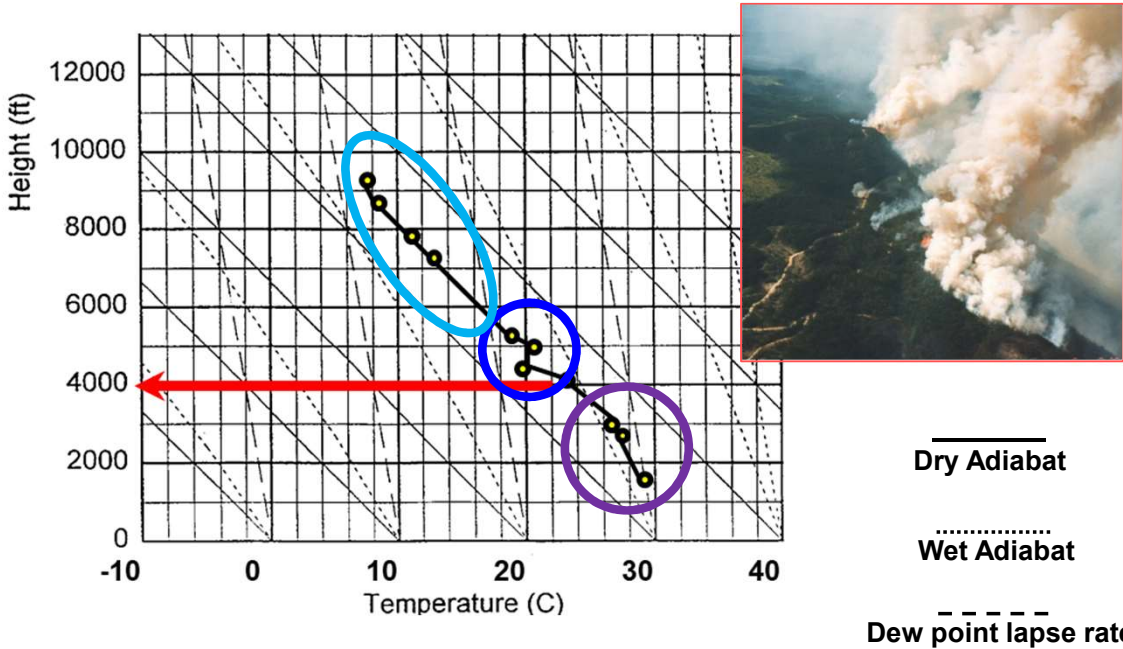 12000
10000
8000
6000
4000
2000
0
Height (ft)
-10 0 10 20 30 40
Temperature (C)
Dry Adiabat
Wet Adiabat
Dew point lapse rate